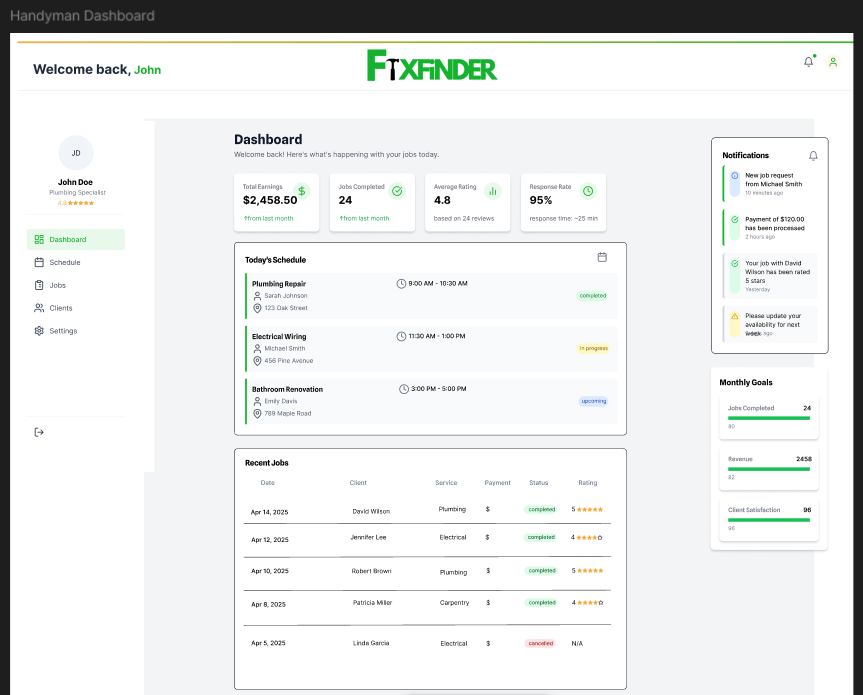 Handyman Dashboard
Welcome back, John
FIXFINDER
JD
John Doe
Plumbing Specialist
4.8 ★★★★★
Dashboard
Schedule
Jobs
Clients
Settings
Dashboard
Welcome back! Here's what's happening with your jobs today.
Total Earnings
$2,458.50
↑from last month
Jobs Completed
24
↑from last month
Average Rating
4.8
based on 24 reviews
Response Rate
95%
response time: ~25 min
Today's Schedule
Plumbing Repair 9:00 AM - 10:30 AM
Sarah Johnson completed
123 Oak Street
Electrical Wiring 11:30 AM - 1:00 PM
Michael Smith in progress
456 Pine Avenue
Bathroom Renovation 3:00 PM - 5:00 PM
Emily Davis upcoming
789 Maple Road
Recent Jobs
Date Client Service Payment Status Rating
Apr 14, 2025 David Wilson Plumbing $ completed 5 ★★★★★
Apr 12, 2025 Jennifer Lee Electrical $ completed 4 ★★★★☆
Apr 10, 2025 Robert Brown Plumbing $ completed 5 ★★★★★
Apr 8, 2025 Patricia Miller Carpentry $ completed 4 ★★★★☆
Apr 5, 2025 Linda Garcia Electrical $ cancelled N/A
Notifications
New job request
from Michael Smith
10 minutes ago
Payment of $120.00
has been processed
2 hours ago
Your job with David
Wilson has been rated
5 stars
Yesterday
Please update your
availability for next
week ago
Monthly Goals
Jobs Completed 24
80
Revenue 2458
82
Client Satisfaction 96
96